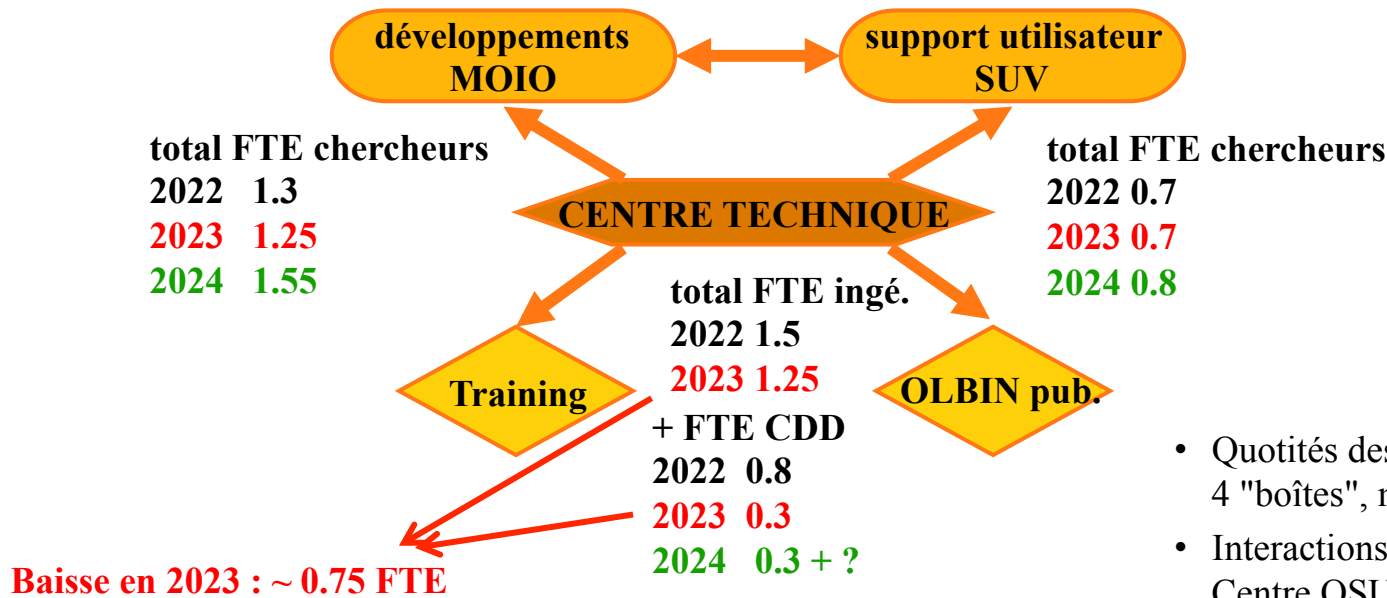 développements
MOIO
support utilisateur
SUV
total FTE chercheurs
2022 1.3
2023 1.25
2024 1.55
total FTE chercheurs
2022 0.7
2023 0.7
2024 0.8
CENTRE TECHNIQUE
total FTE ingé.
2022 1.5
2023 1.25
Training
OLBIN pub.
+ FTE CDD
2022 0.8
2023 0.3
2024 0.3 + ?
Baisse en 2023 : ~ 0.75 FTE
• Quotités des
4 "boîtes",
• Interactions
Centre